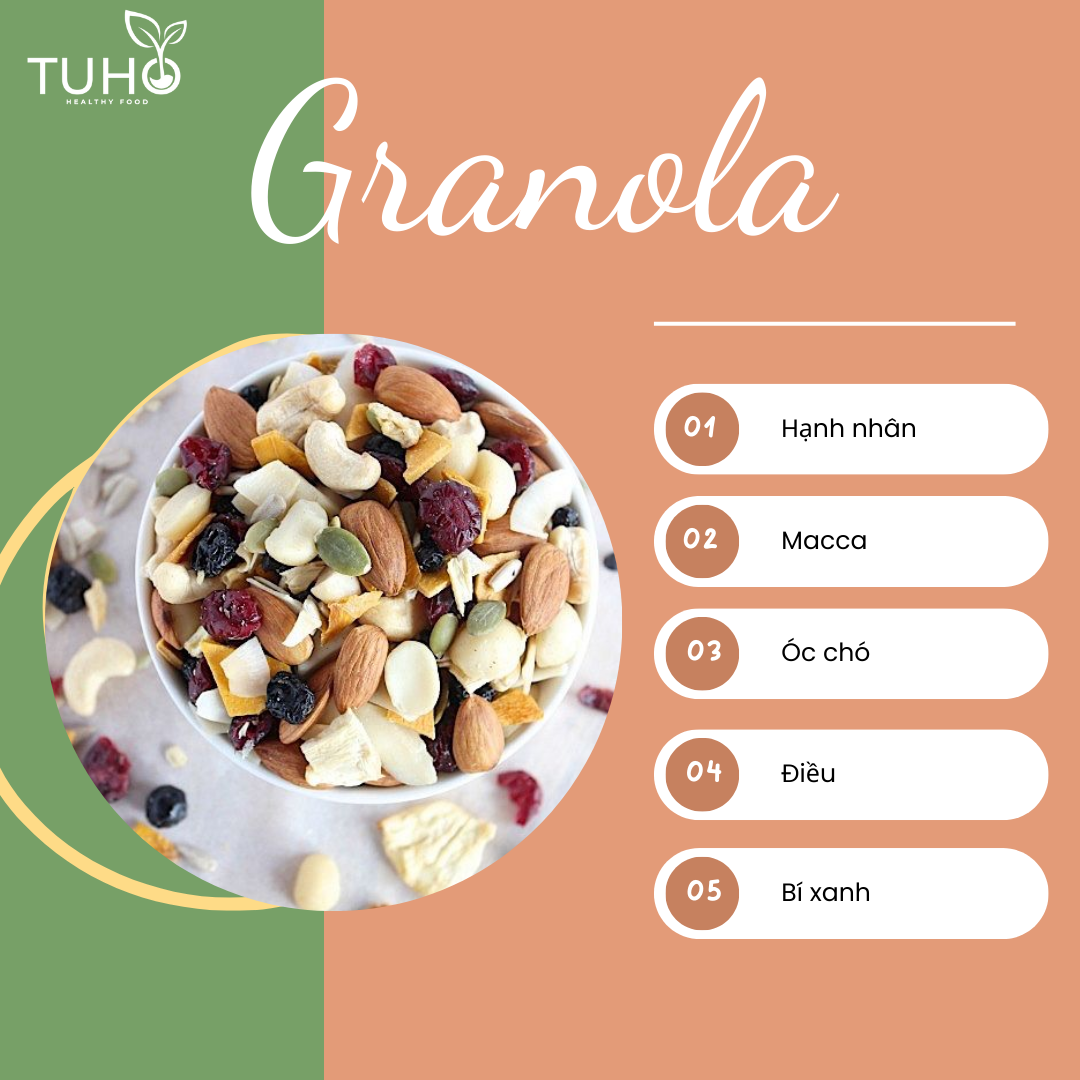 TUHO
HEALTHY FOOD
Granola
01 Hạnh nhân
02 Macca
03 Óc chó
04 Điều
05 Bí xanh